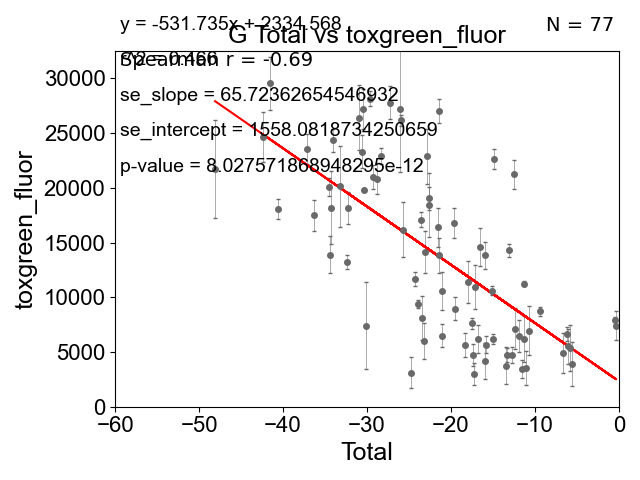 y = -531.735x + 2334.568
N = 77
G Total vs toxgreen_fluor
r^2 = 0.466
Spearman r = -0.69
se_slope = 65.72362654546932
se_intercept = 1558.0818734250659
p-value = 8.027571868948295e-12
30000
25000
20000
15000
10000
5000
0
toxgreen_fluor
−60
−50
−40
−30
−20
−10
0
Total